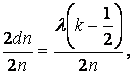 2dn/2n = λ(k − 1/2)/2n,